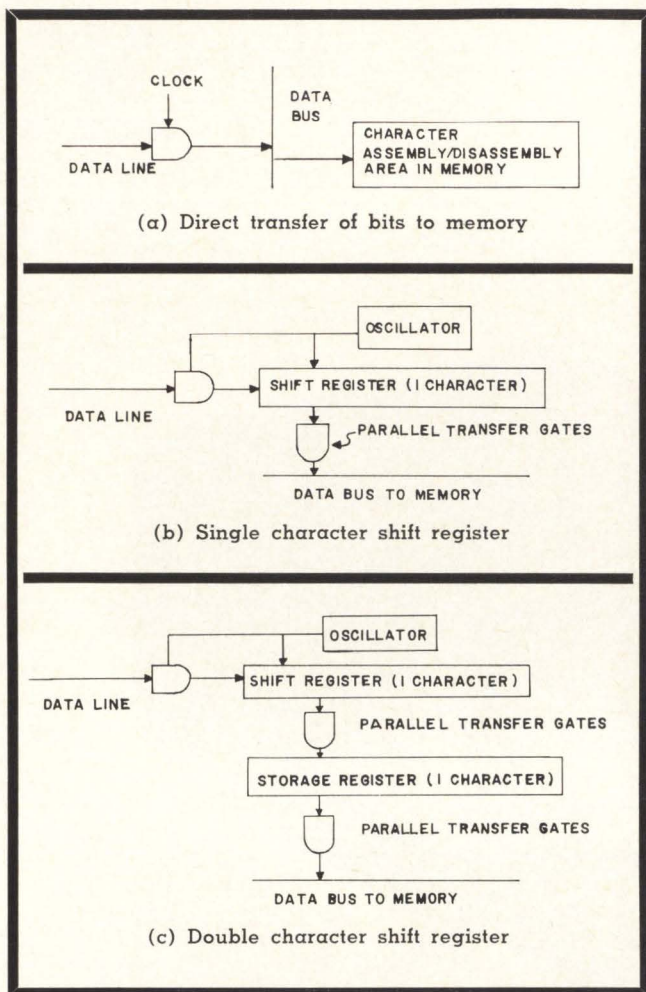 CLOCK
DATA
BUS
DATA LINE
CHARACTER
ASSEMBLY/DISASSEMBLY
AREA IN MEMORY
(a) Direct transfer of bits to memory
OSCILLATOR
SHIFT REGISTER (1 CHARACTER)
DATA LINE
PARALLEL TRANSFER GATES
DATA BUS TO MEMORY
(b) Single character shift register
OSCILLATOR
SHIFT REGISTER (1 CHARACTER)
DATA LINE
PARALLEL TRANSFER GATES
STORAGE REGISTER (1 CHARACTER)
PARALLEL TRANSFER GATES
DATA BUS TO MEMORY
(c) Double character shift register